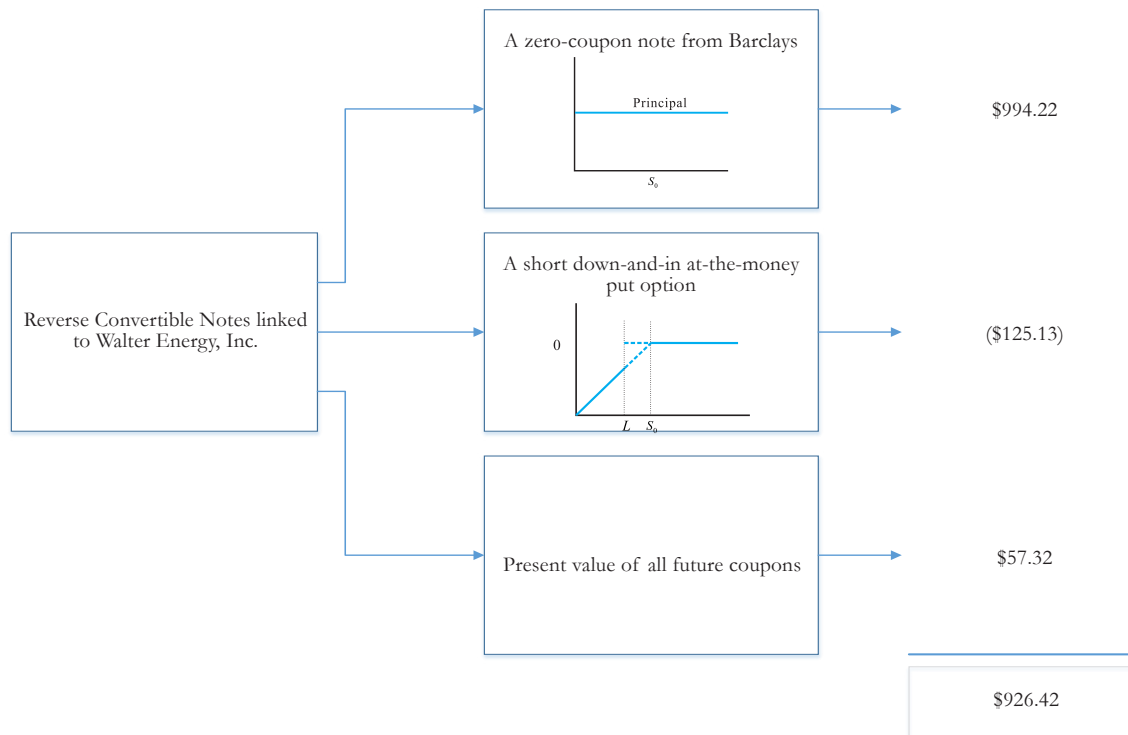 A zero-coupon note from Barclays
Principal
S₀
$994.22
Reverse Convertible Notes linked
to Walter Energy, Inc.
A short down-and-in at-the-money
put option
0
L S₀
($125.13)
Present value of all future coupons
$57.32
$926.42